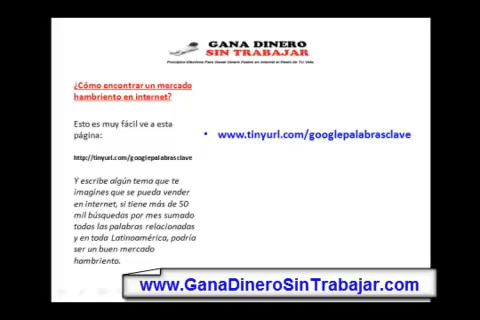 GANA DINERO
SIN TRABAJAR
¿Cómo encontrar un mercado
hambriento en internet?
Esto es muy fácil ve a esta
página:
• www.tinyurl.com/googlepalabrasclave
http://tinyurl.com/googlepalabrasclave
Y escribe algún tema que te
imagines que se pueda vender
en internet, si tiene más de 50
mil búsquedas por mes sumado
todos las palabras relacionadas
y en toda Latinoamérica, podría
ser un buen mercado
hambriento.
www.GanaDineroSinTrabajar.com